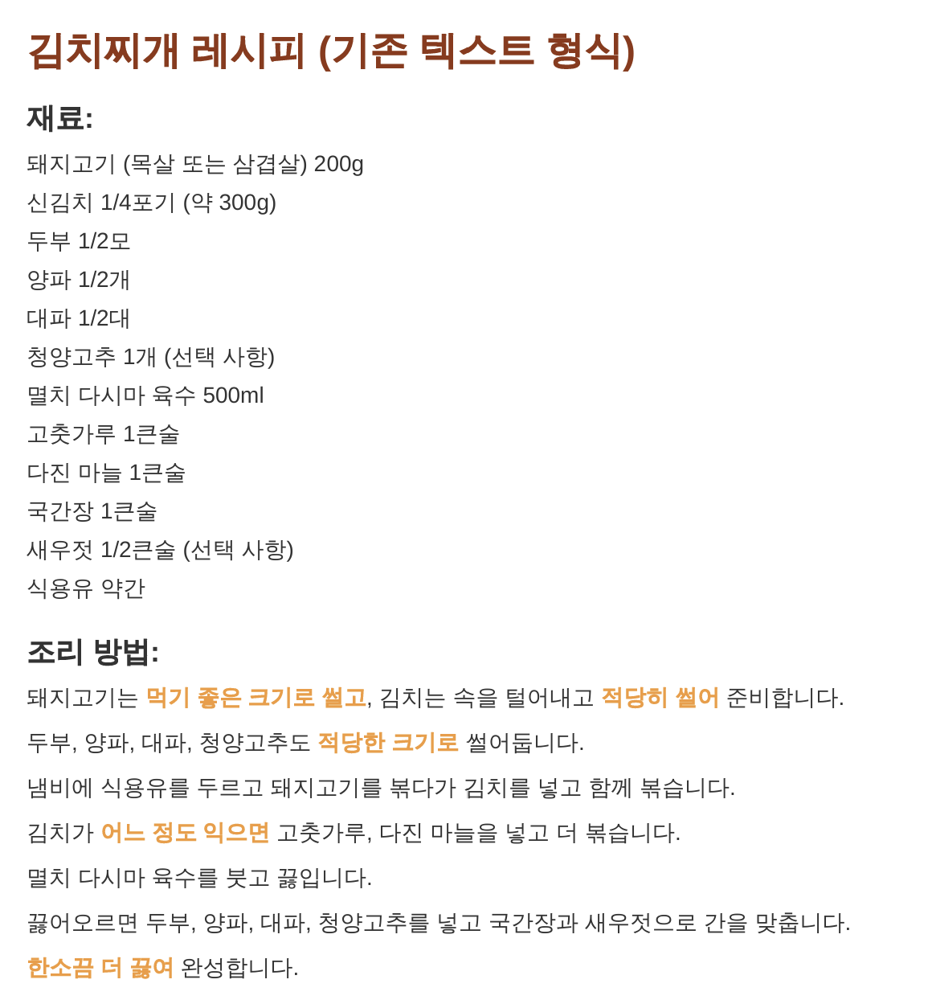 김치찌개 레시피 (기존 텍스트 형식)
재료:
돼지고기 (목살 또는 삼겹살) 200g
신김치 1/4포기 (약 300g)
두부 1/2모
양파 1/2개
대파 1/2대
청양고추 1개 (선택 사항)
멸치 다시마 육수 500ml
고춧가루 1큰술
다진 마늘 1큰술
국간장 1큰술
새우젓 1/2큰술 (선택 사항)
식용유 약간
조리 방법:
돼지고기는 먹기 좋은 크기로 썰고, 김치는 속을 털어내고 적당히 썰어 준비합니다.
두부, 양파, 대파, 청양고추도 적당한 크기로 썰어둡니다.
냄비에 식용유를 두르고 돼지고기를 볶다가 김치를 넣고 함께 볶습니다.
김치가 어느 정도 익으면 고춧가루, 다진 마늘을 넣고 더 볶습니다.
멸치 다시마 육수를 붓고 끓입니다.
끓어오르면 두부, 양파, 대파, 청양고추를 넣고 국간장과 새우젓으로 간을 맞춥니다.
한소끔 더 끓여 완성합니다.